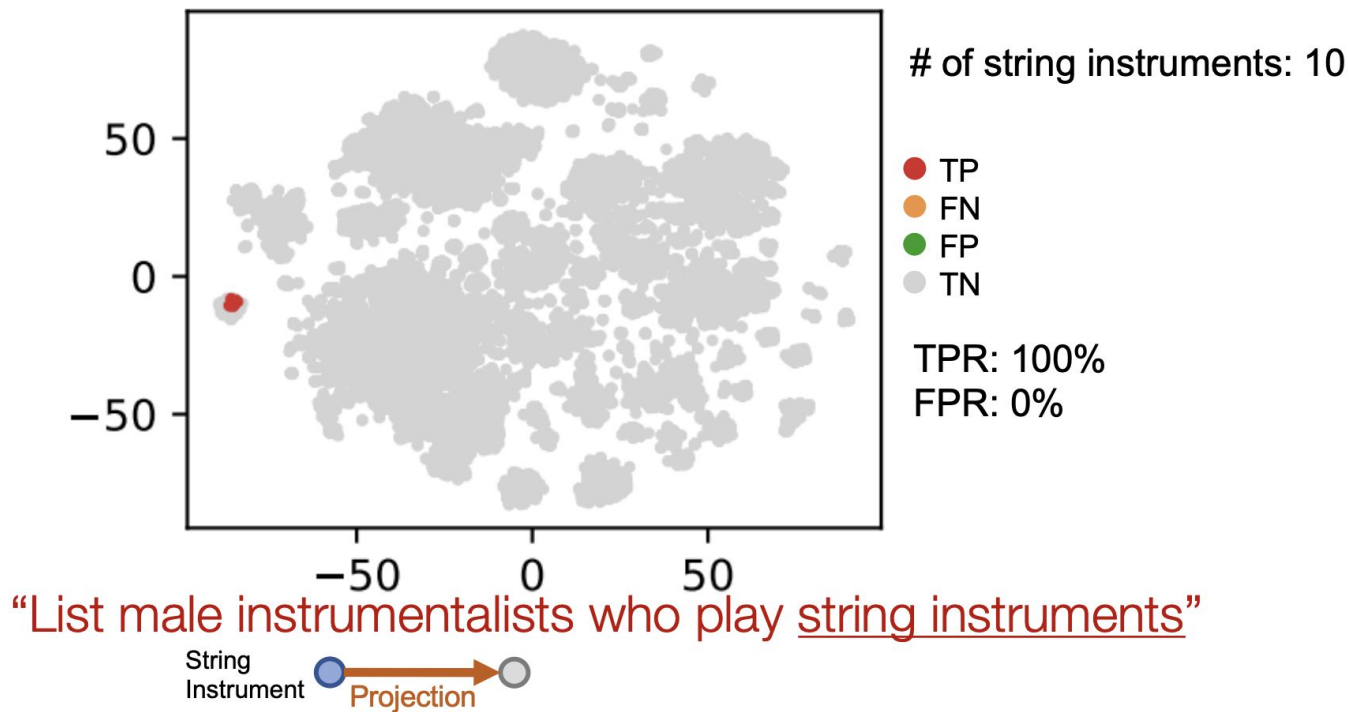 # of string instruments: 10
50
0
−50
−50
0
50
TP
FN
FP
TN
TPR: 100%
FPR: 0%
“List male instrumentalists who play string instruments”
String
Instrument
Projection